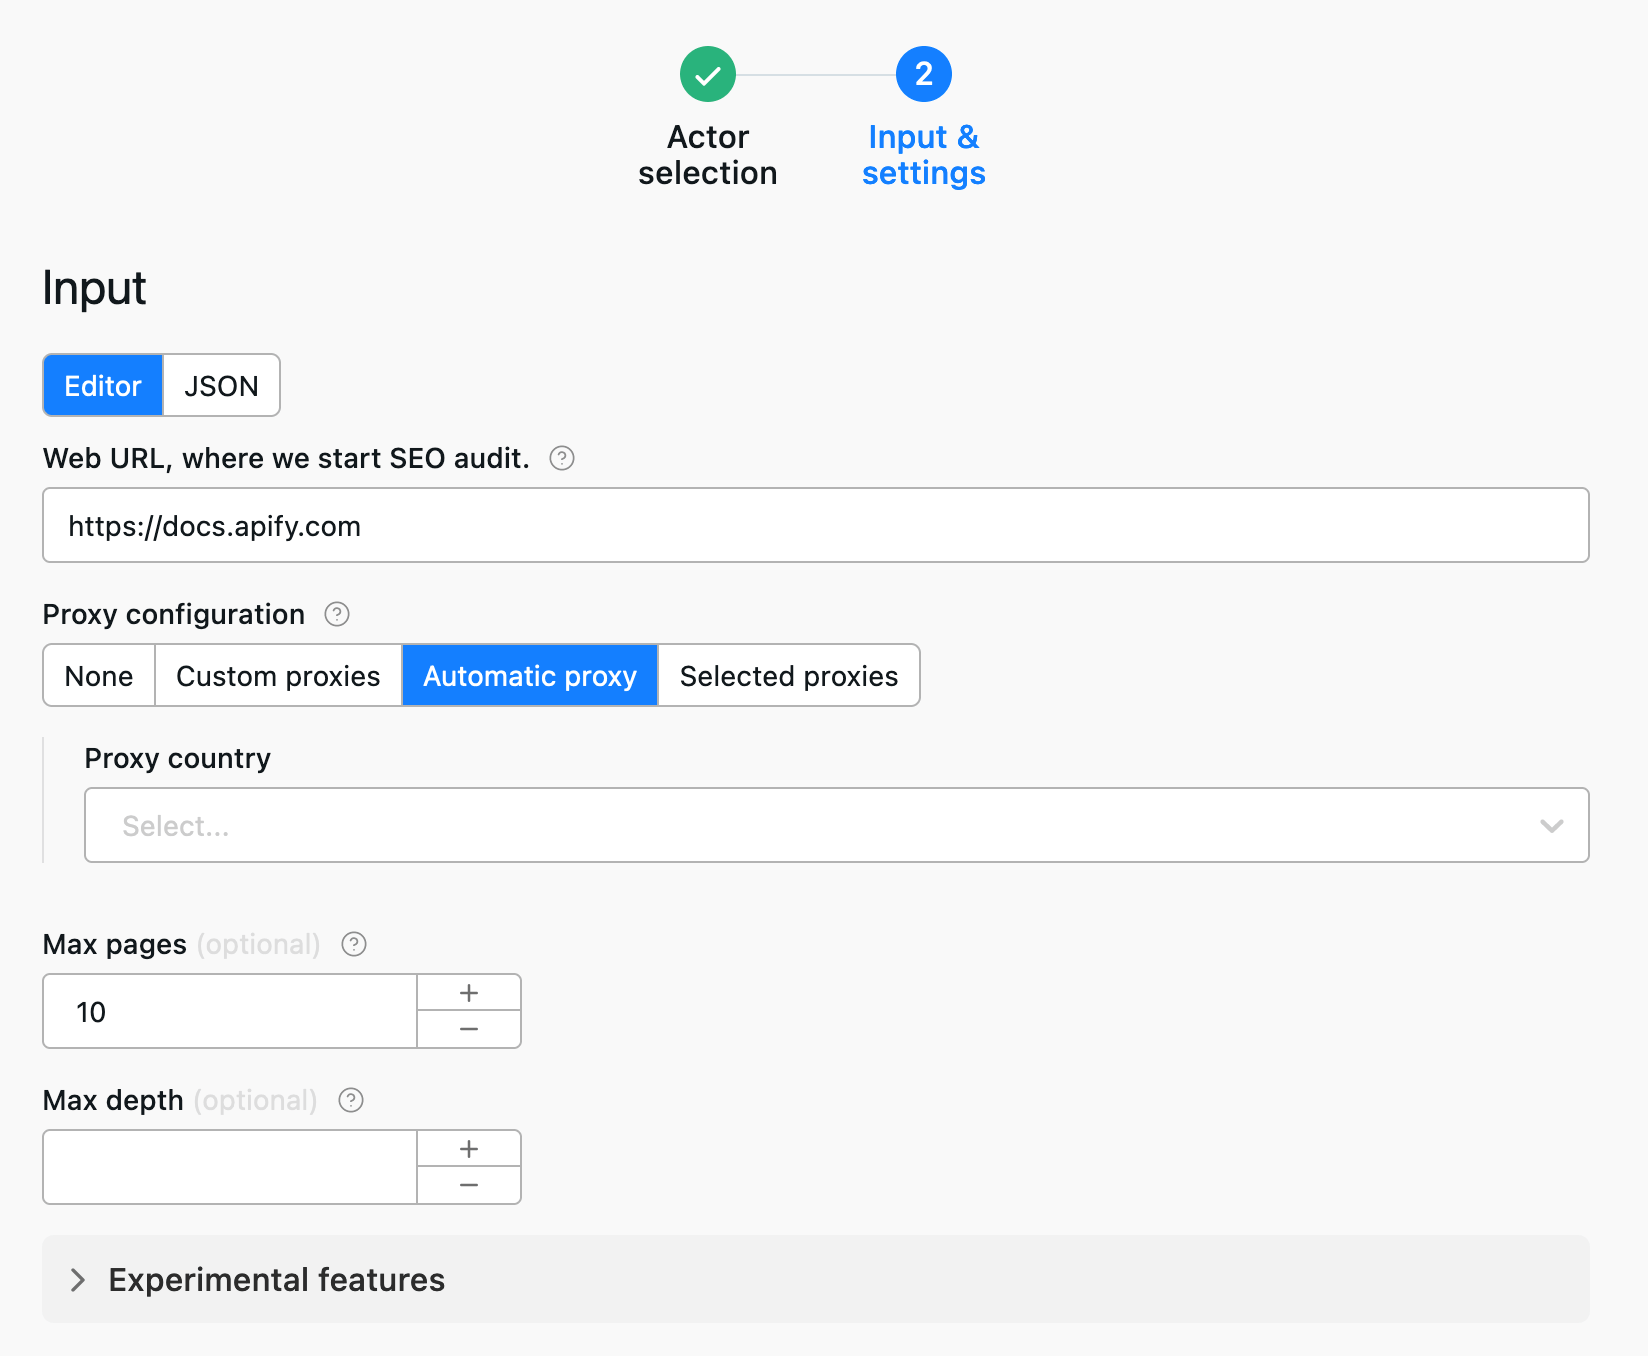 2
Actor
selection
Input &
settings
Input
Editor JSON
Web URL, where we start SEO audit. ?
https://docs.apify.com
Proxy configuration ?
None Custom proxies Automatic proxy Selected proxies
Proxy country
Select...
Max pages (optional) ?
10
+
−
Max depth (optional) ?
+
−
Experimental features